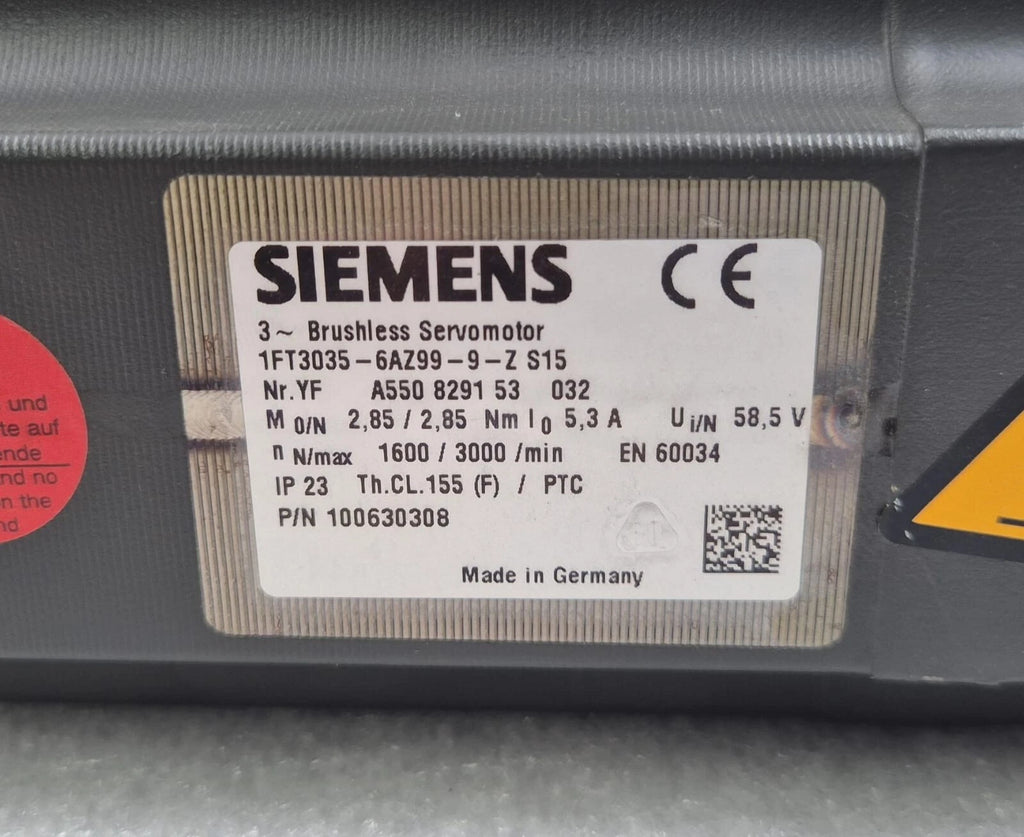 SIEMENS CE
3~ Brushless Servomotor
1FT3035-6AZ99-9-Z S15
Nr.YF A550 8291 53 032
M 0/N 2,85 / 2,85 Nm I0 5,3 A U i/N 58,5 V
n N/max 1600 / 3000 /min EN 60034
IP 23 Th.CL.155 (F) / PTC
P/N 100630308
Made in Germany
und
te auf
ende
nd no
n the
nd